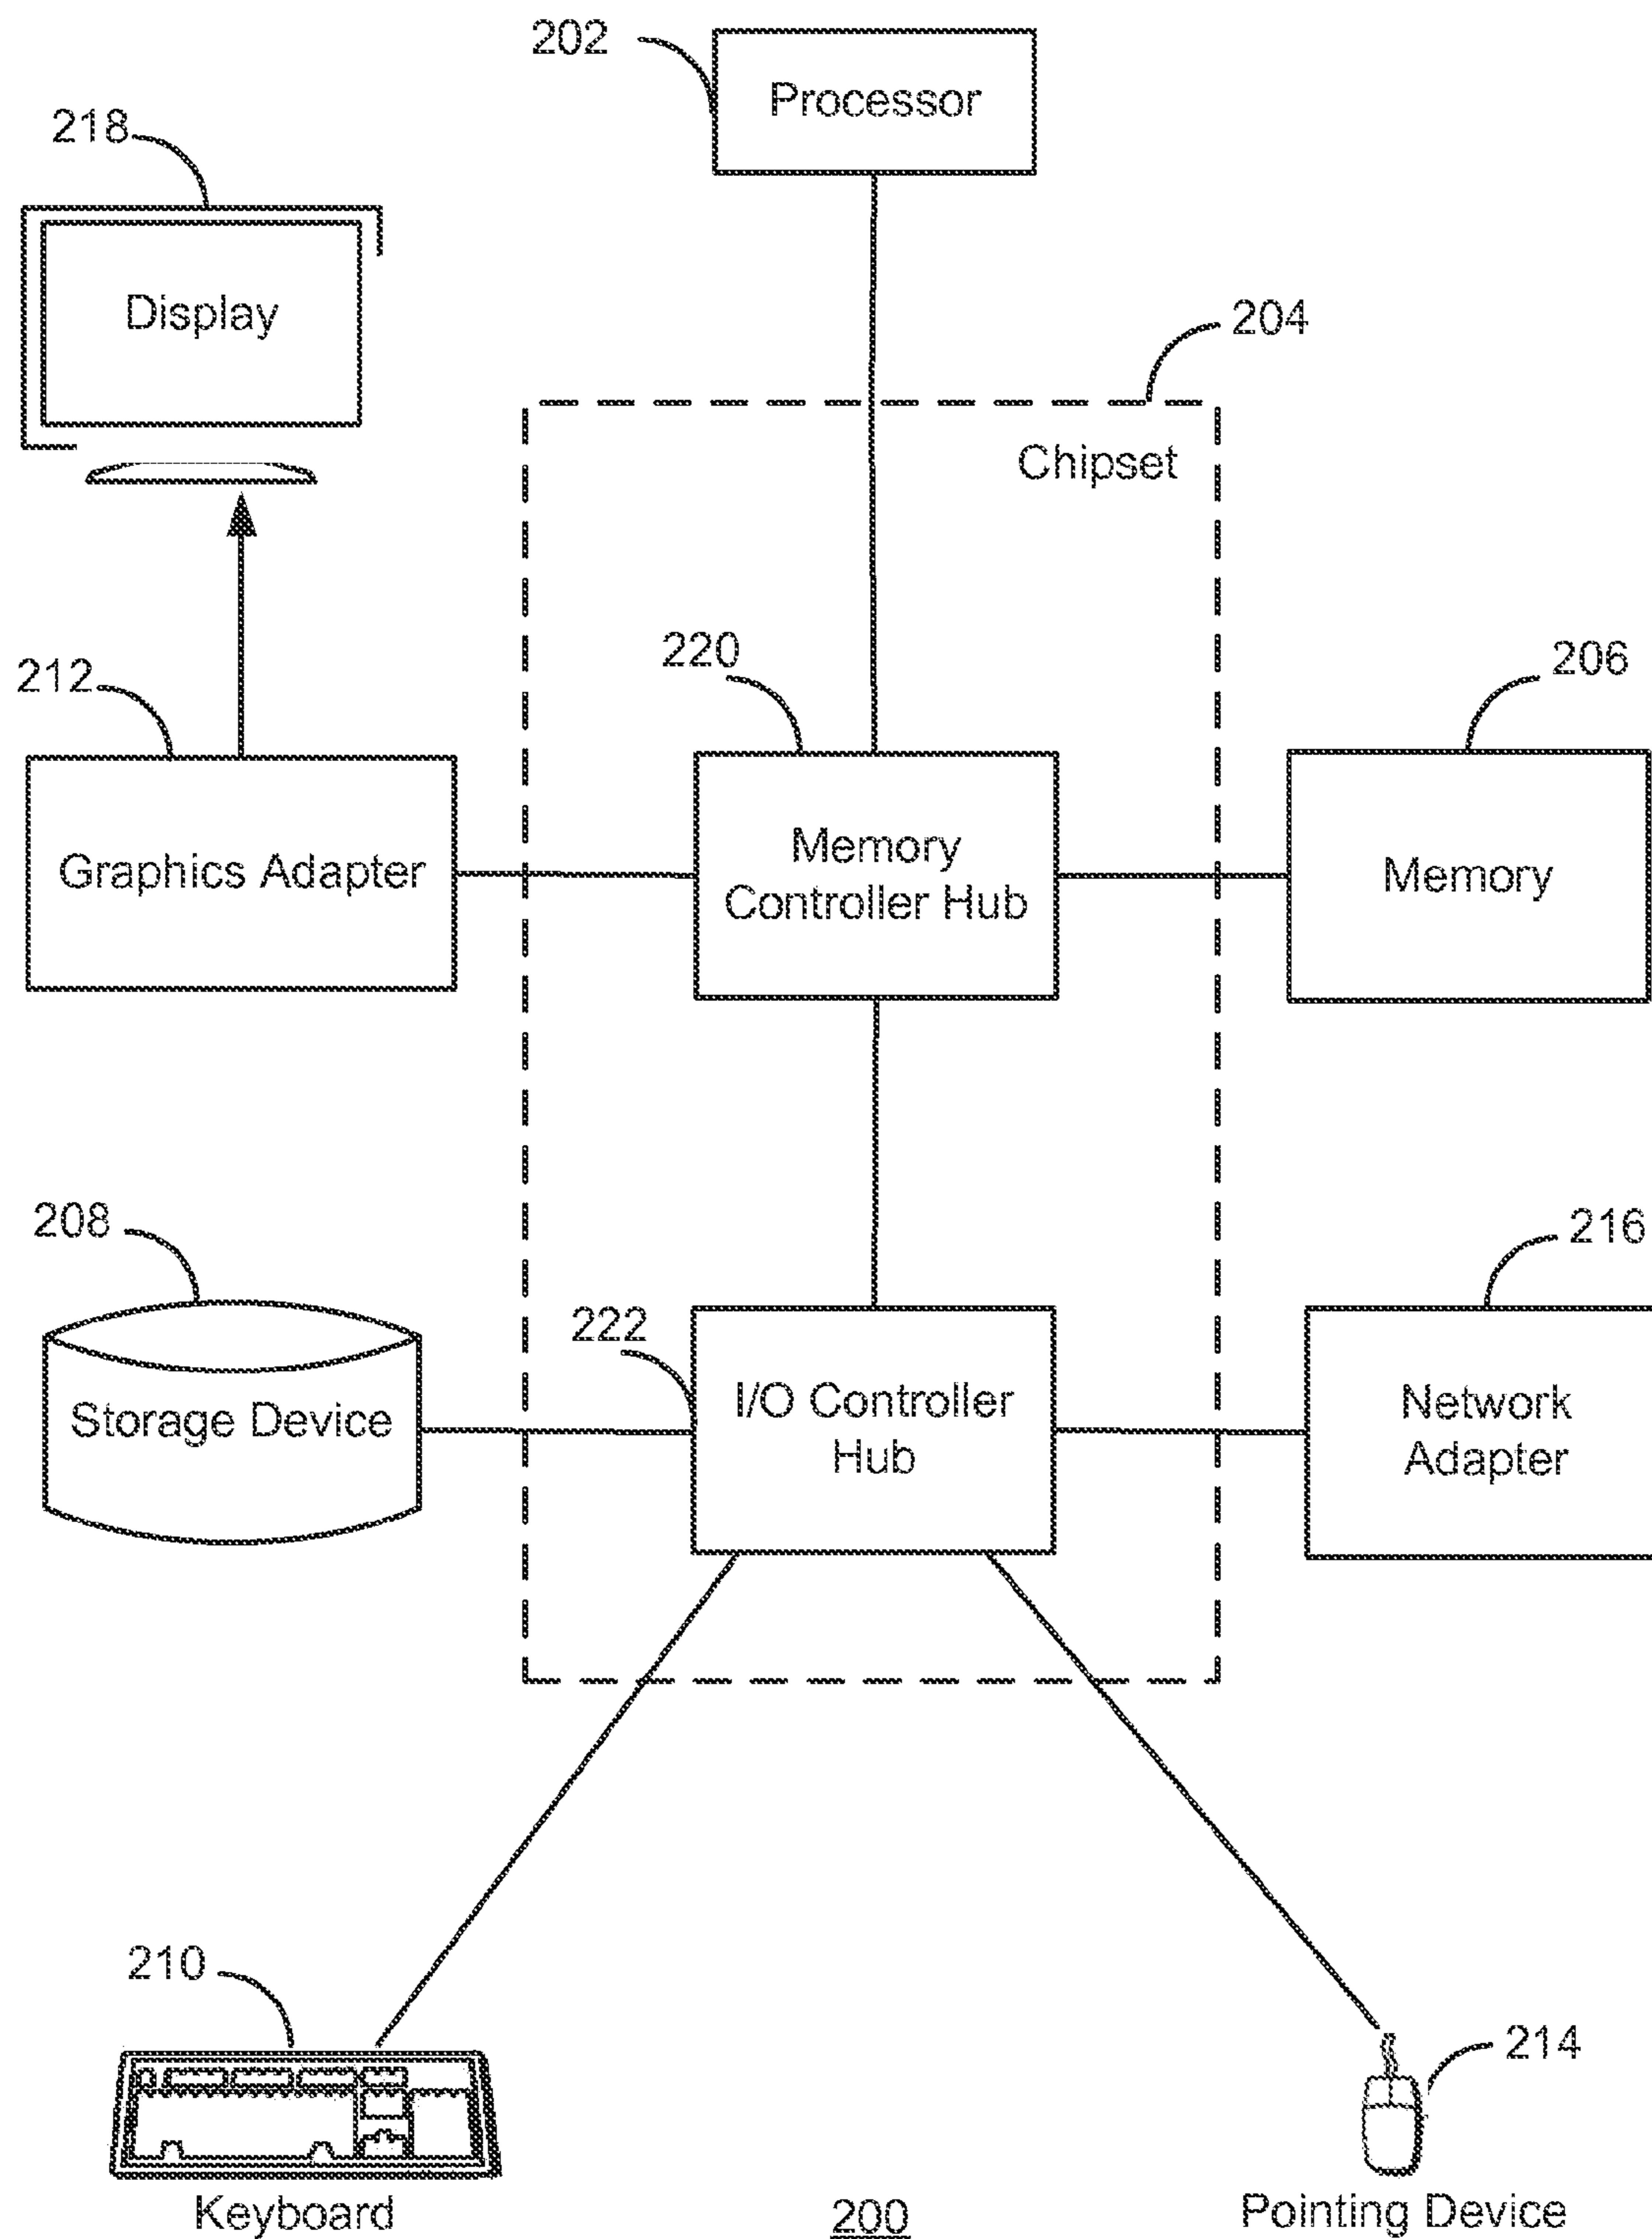 202
Processor
218
Display
204
Chipset
212
220
206
Graphics Adapter
Memory
Controller Hub
Memory
208
222
216
Storage Device
I/O Controller
Hub
Network
Adapter
210
214
Keyboard
200
Pointing Device